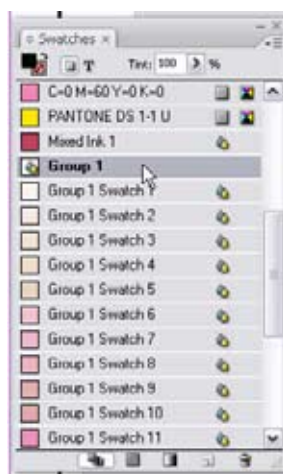 Swatches ×
T Tint: 100 > %
C=0 M=60 Y=0 K=0
PANTONE DS 1-1 U
Mixed Ink 1
Group 1
Group 1 Swatch 1
Group 1 Swatch 2
Group 1 Swatch 3
Group 1 Swatch 4
Group 1 Swatch 5
Group 1 Swatch 6
Group 1 Swatch 7
Group 1 Swatch 8
Group 1 Swatch 9
Group 1 Swatch 10
Group 1 Swatch 11